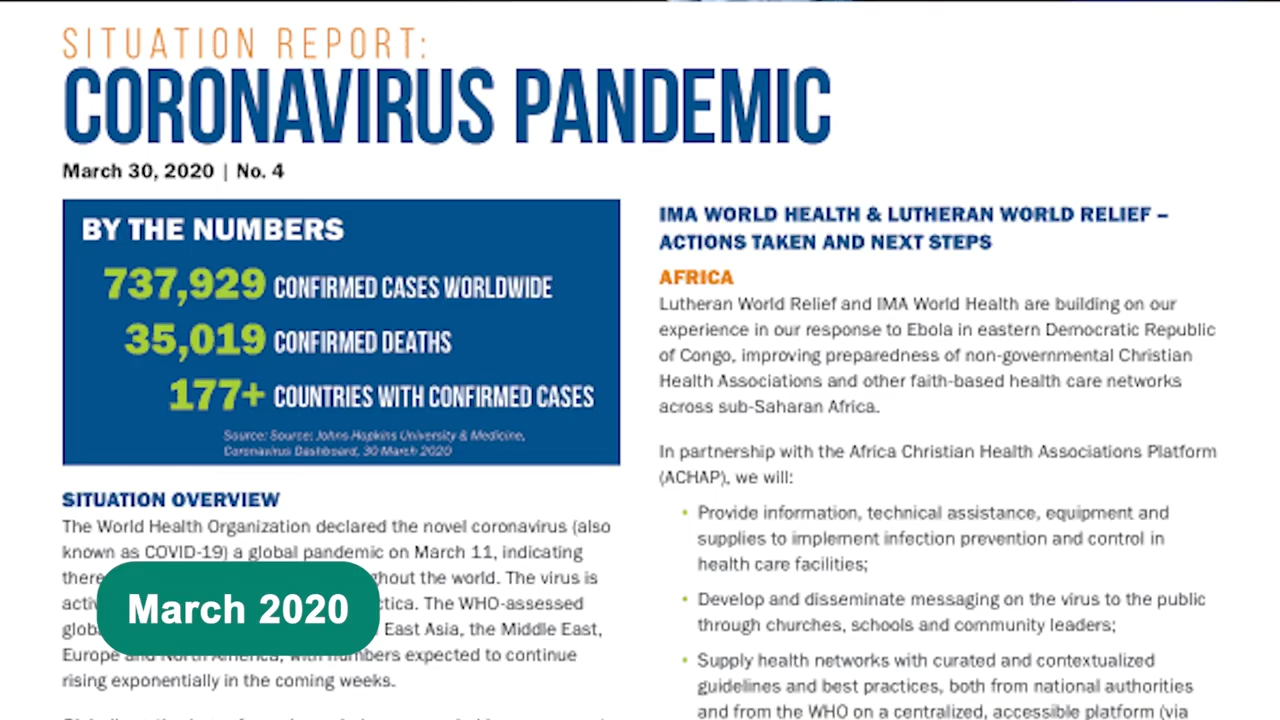 SITUATION REPORT:
CORONAVIRUS PANDEMIC
March 30, 2020 | No. 4
BY THE NUMBERS
737,929 CONFIRMED CASES WORLDWIDE
35,019 CONFIRMED DEATHS
177+ COUNTRIES WITH CONFIRMED CASES
Source: Source: Johns Hopkins University & Medicine,
Coronavirus Dashboard, 30 March 2020
SITUATION OVERVIEW
The World Health Organization declared the novel coronavirus (also
known as COVID-19) a global pandemic on March 11, indicating
the world. The virus is
The WHO-assessed
East Asia, the Middle East,
Europe and North America, with numbers expected to continue
rising exponentially in the coming weeks.
March 2020
IMA WORLD HEALTH & LUTHERAN WORLD RELIEF –
ACTIONS TAKEN AND NEXT STEPS
AFRICA
Lutheran World Relief and IMA World Health are building on our
experience in our response to Ebola in eastern Democratic Republic
of Congo, improving preparedness of non-governmental Christian
Health Associations and other faith-based health care networks
across sub-Saharan Africa.
In partnership with the Africa Christian Health Associations Platform
(ACHAP), we will:
• Provide information, technical assistance, equipment and
supplies to implement infection prevention and control in
health care facilities;
• Develop and disseminate messaging on the virus to the public
through churches, schools and community leaders;
• Supply health networks with curated and contextualized
guidelines and best practices, both from national authorities
and from the WHO on a centralized, accessible platform (via